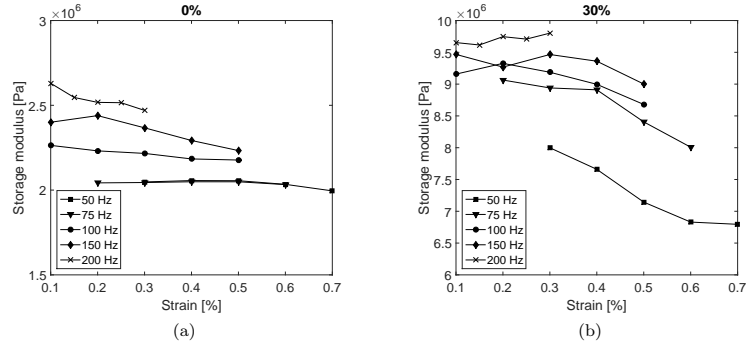 0%
×10⁶
3
2.5
2
1.5
Storage modulus [Pa]
50 Hz
75 Hz
100 Hz
150 Hz
200 Hz
0.1 0.2 0.3 0.4 0.5 0.6 0.7
Strain [%]
(a)
30%
×10⁶
10
9.5
9
8.5
8
7.5
7
6.5
6
Storage modulus [Pa]
50 Hz
75 Hz
100 Hz
150 Hz
200 Hz
0.1 0.2 0.3 0.4 0.5 0.6 0.7
Strain [%]
(b)